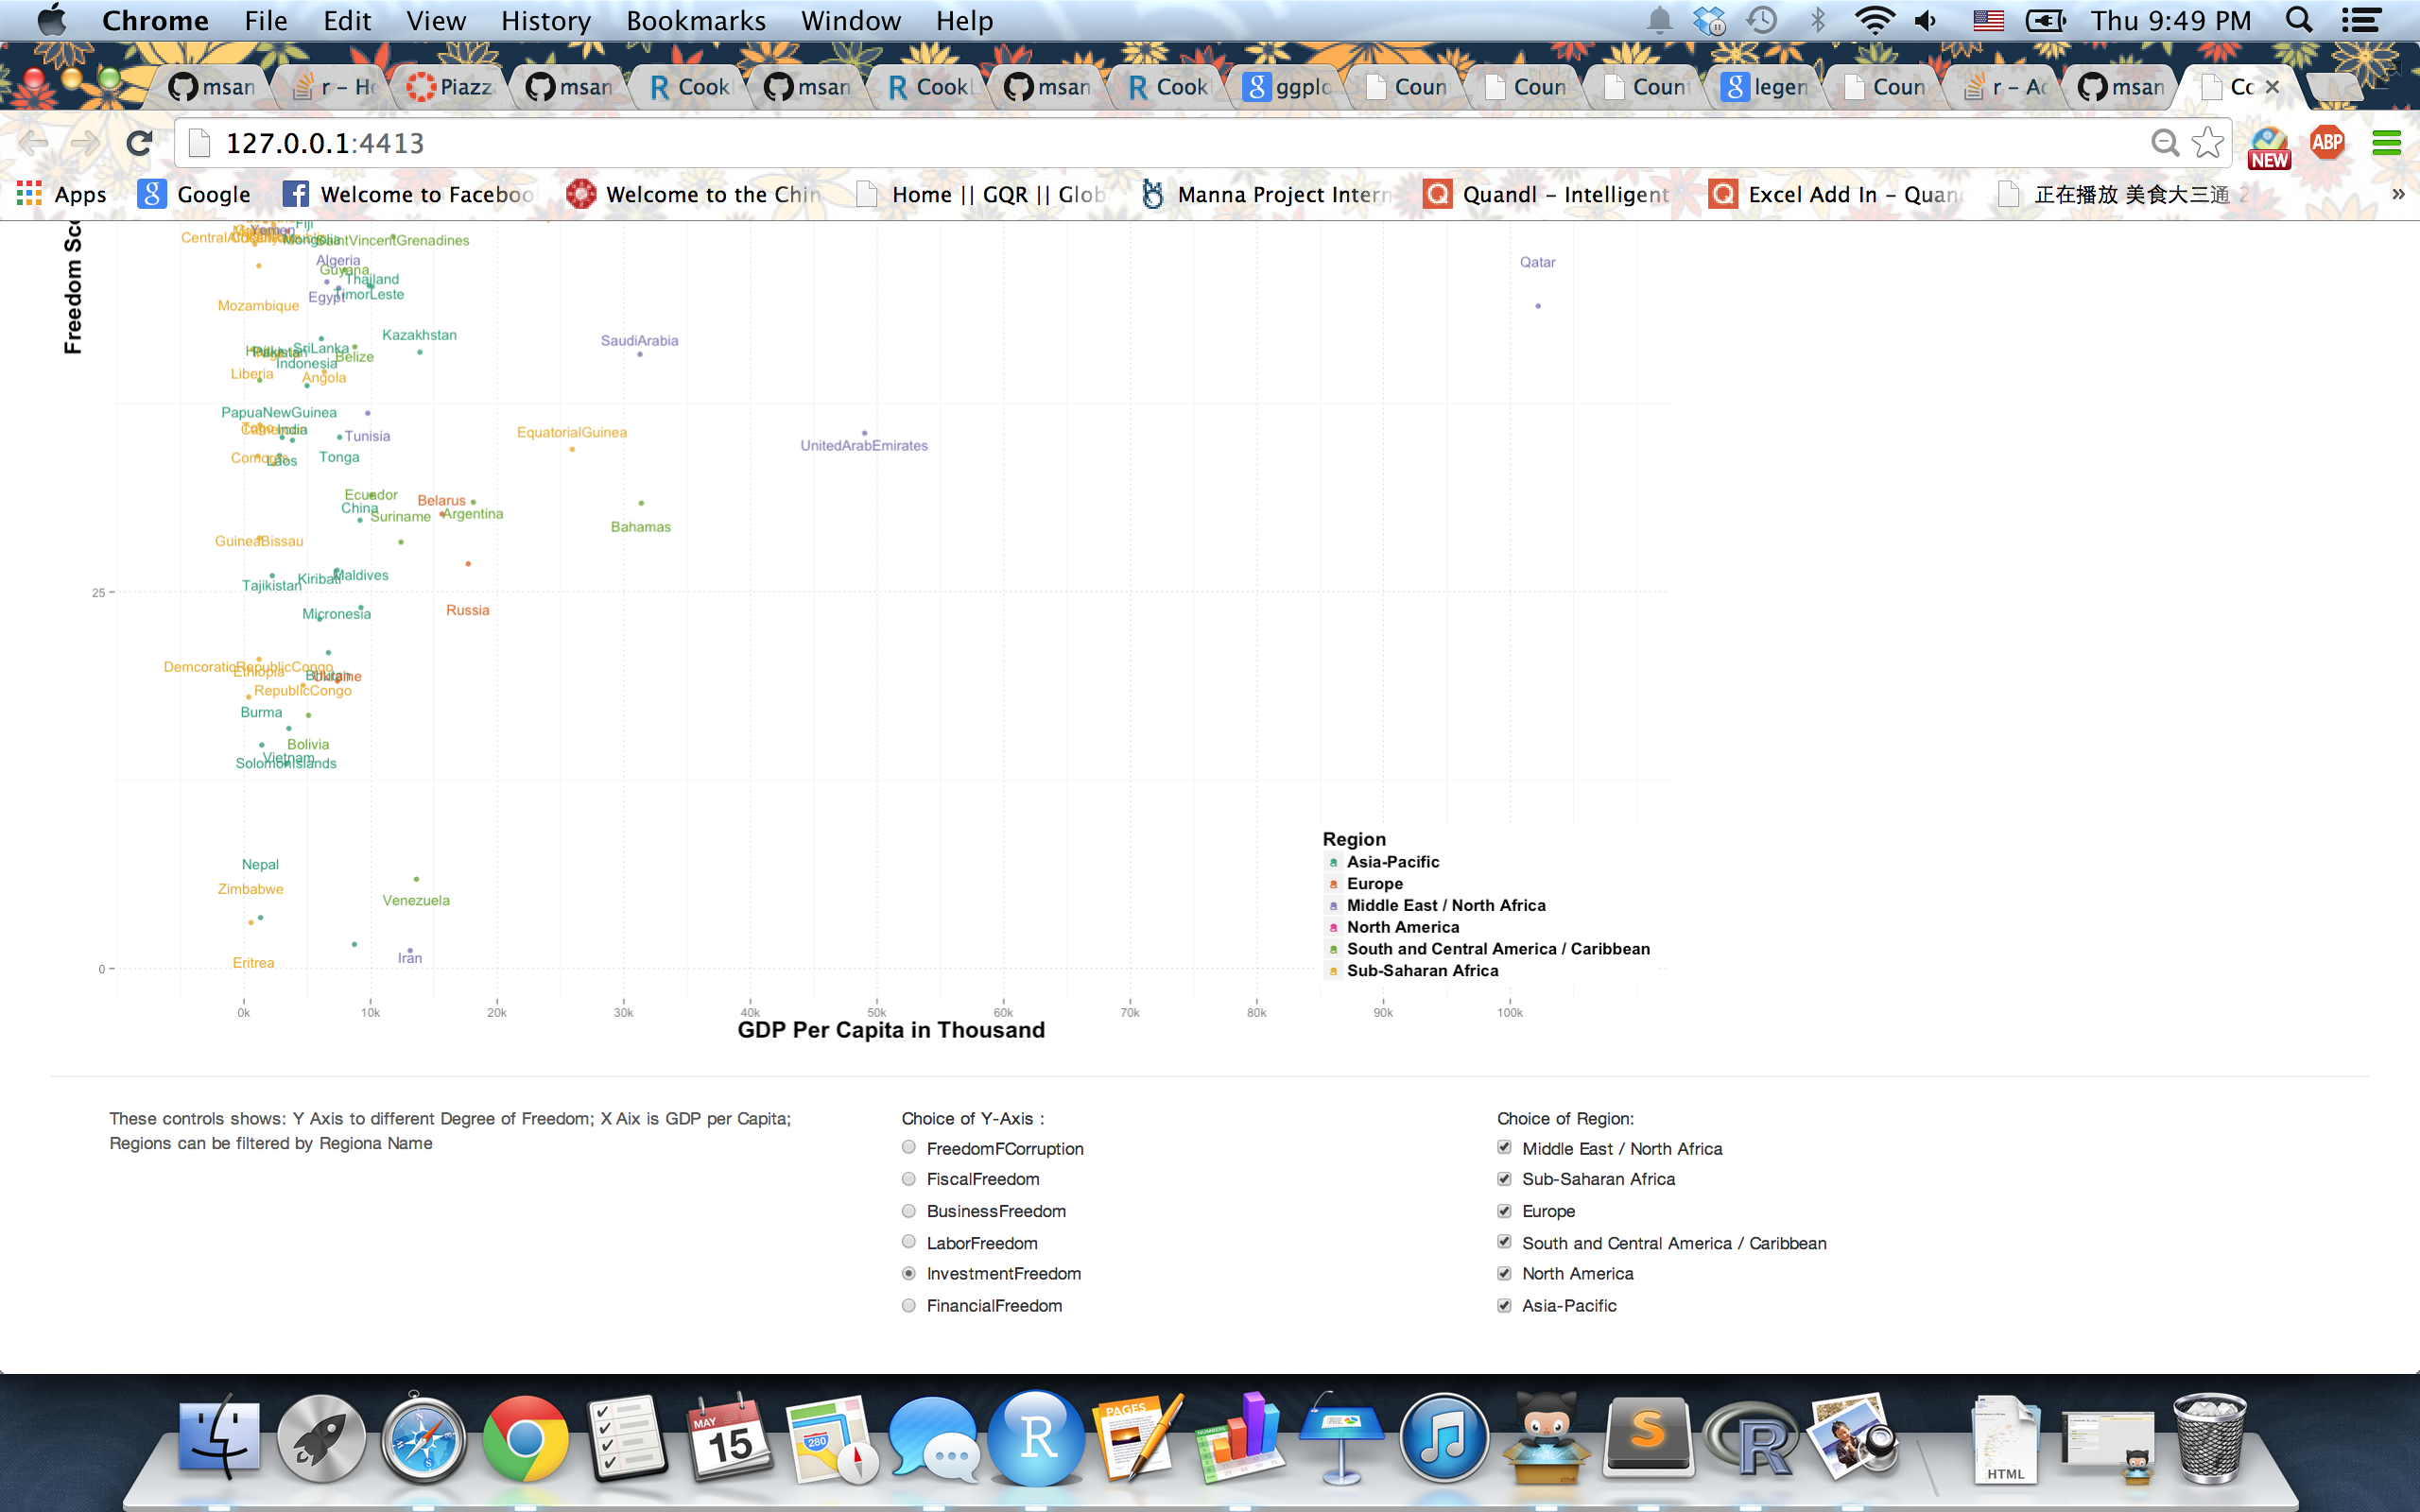 Chrome File Edit View History Bookmarks Window Help Thu 9:49 PM
msan r – Ho Piazz msan R Cook msan R Cook msan R Cook ggplo Coun Coun Coun legen Coun r – Ac msan Co
127.0.0.1:4413
NEW ABP
Apps Google Welcome to Faceboo Welcome to the Chin Home || GQR || Glob Manna Project Intern Quandl – Intelligent Excel Add In – Quan 正在播放 美食大三通 2 »
Freedom Sco
Fiji
Yemen
Mongolia
SaintVincentGrenadines
Algeria
Qatar
Guyana
Thailand
Egypt
TimorLeste
Mozambique
Kazakhstan
SaudiArabia
SriLanka
Pakistan
Belize
Indonesia
Liberia
Angola
PapuaNewGuinea
India
Tunisia
EquatorialGuinea
UnitedArabEmirates
Comoros
Laos
Tonga
Ecuador
Belarus
China
Suriname
Argentina
Bahamas
GuineaBissau
Kiribati
Maldives
Tajikistan
25
Russia
Micronesia
DemcoraticRepublicCongo
Ethiopia
Bhutan
Ukraine
RepublicCongo
Burma
Bolivia
Vietnam
SolomonIslands
Nepal
Zimbabwe
Venezuela
Iran
Eritrea
0
Region
a Asia-Pacific
a Europe
a Middle East / North Africa
a North America
a South and Central America / Caribbean
a Sub-Saharan Africa
0k 10k 20k 30k 40k 50k 60k 70k 80k 90k 100k
GDP Per Capita in Thousand
These controls shows: Y Axis to different Degree of Freedom; X Aix is GDP per Capita;
Regions can be filtered by Regiona Name
Choice of Y-Axis :
FreedomFCorruption
FiscalFreedom
BusinessFreedom
LaborFreedom
InvestmentFreedom
FinancialFreedom
Choice of Region:
Middle East / North Africa
Sub-Saharan Africa
Europe
South and Central America / Caribbean
North America
Asia-Pacific
MAY
15
280
R
PAGES
NUMBERS
S
R
HTML